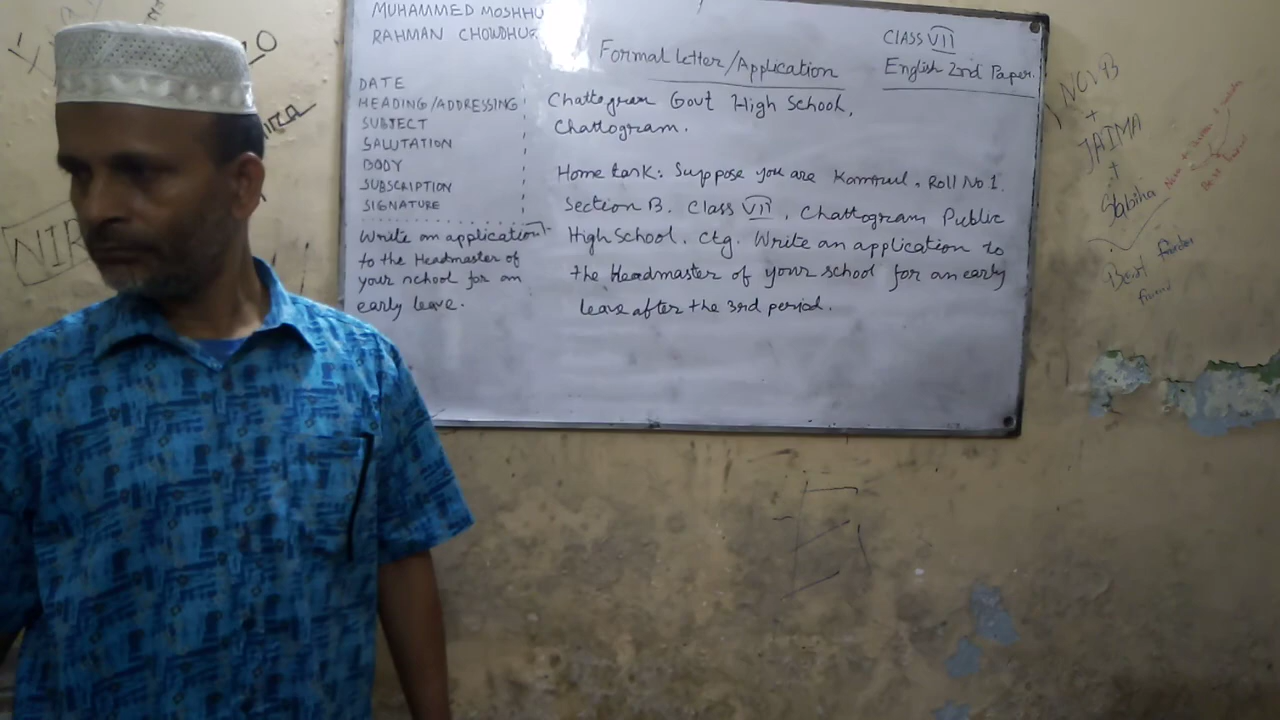 MUHAMMED MOSHHU
RAHMAN CHOWDHUR
Formal Letter/Application
CLASS VII
English 2nd Paper.
DATE
HEADING/ADDRESSING
SUBJECT
SALUTATION
BODY
SUBSCRIPTION
SIGNATURE
Write an application
to the Headmaster of
your school for an
early leave.
Chattogram Govt High School,
Chattogram.
Home task: Suppose you are Kamrul, Roll No 1.
Section B. Class VII, Chattogram Public
High School. Ctg. Write an application to
the Headmaster of your school for an early
leave after the 3rd period.
NIR
JAIMA
+
Sabiha
Best